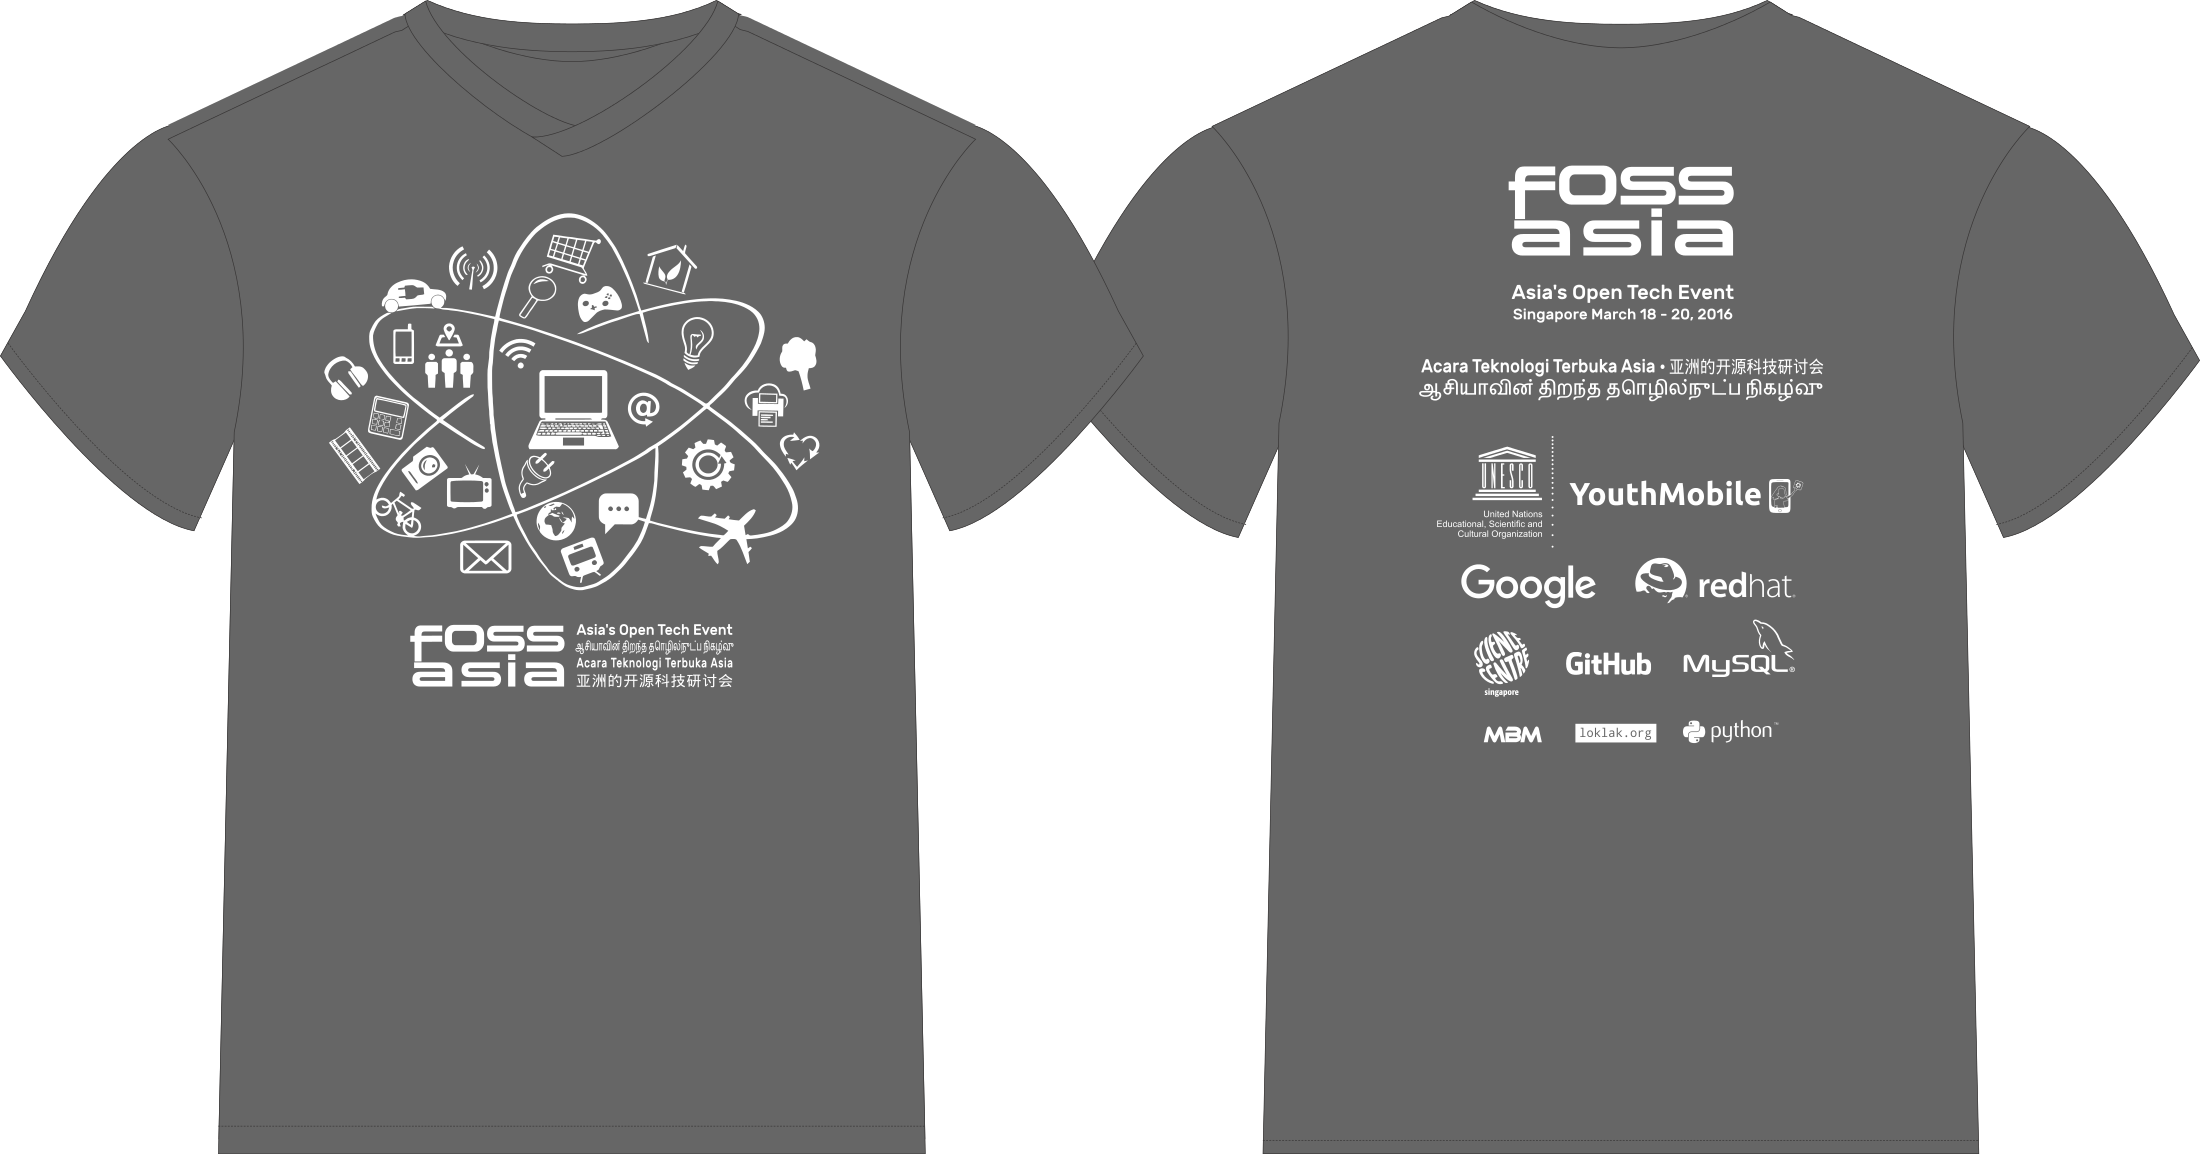 @
foss
asia
Asia's Open Tech Event
ஆசியாவின் திறந்த தொழில்நுட்ப நிகழ்வு
Acara Teknologi Terbuka Asia
亚洲的开源科技研讨会
foss
asia
Asia's Open Tech Event
Singapore March 18 - 20, 2016
Acara Teknologi Terbuka Asia • 亚洲的开源科技研讨会
ஆசியாவின் திறந்த தொழில்நுட்ப நிகழ்வு
UNESCO
United Nations
Educational, Scientific and
Cultural Organization
YouthMobile
Google
redhat.
SCIENCE
CENTRE
singapore
GitHub
MySQL®
MBM
loklak.org
python™